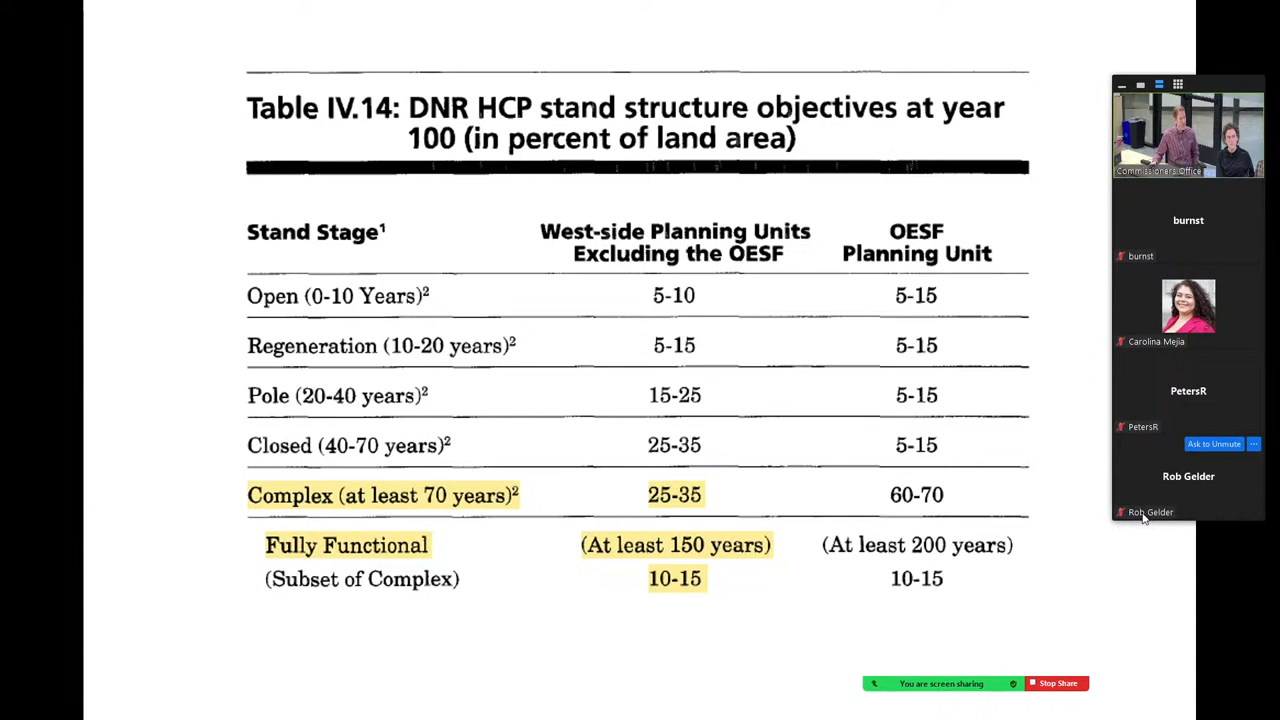 Table IV.14: DNR HCP stand structure objectives at year
100 (in percent of land area)
Stand Stage¹ West-side Planning Units Excluding the OESF OESF Planning Unit
Open (0-10 Years)² 5-10 5-15
Regeneration (10-20 years)² 5-15 5-15
Pole (20-40 years)² 15-25 5-15
Closed (40-70 years)² 25-35 5-15
Complex (at least 70 years)² 25-35 60-70
Fully Functional (At least 150 years) (At least 200 years)
(Subset of Complex) 10-15 10-15
Commissioners Office
burnst
burnst
Carolina Mejia
PetersR
PetersR
Ask to Unmute
Rob Gelder
Rob Gelder
You are screen sharing
Stop Share